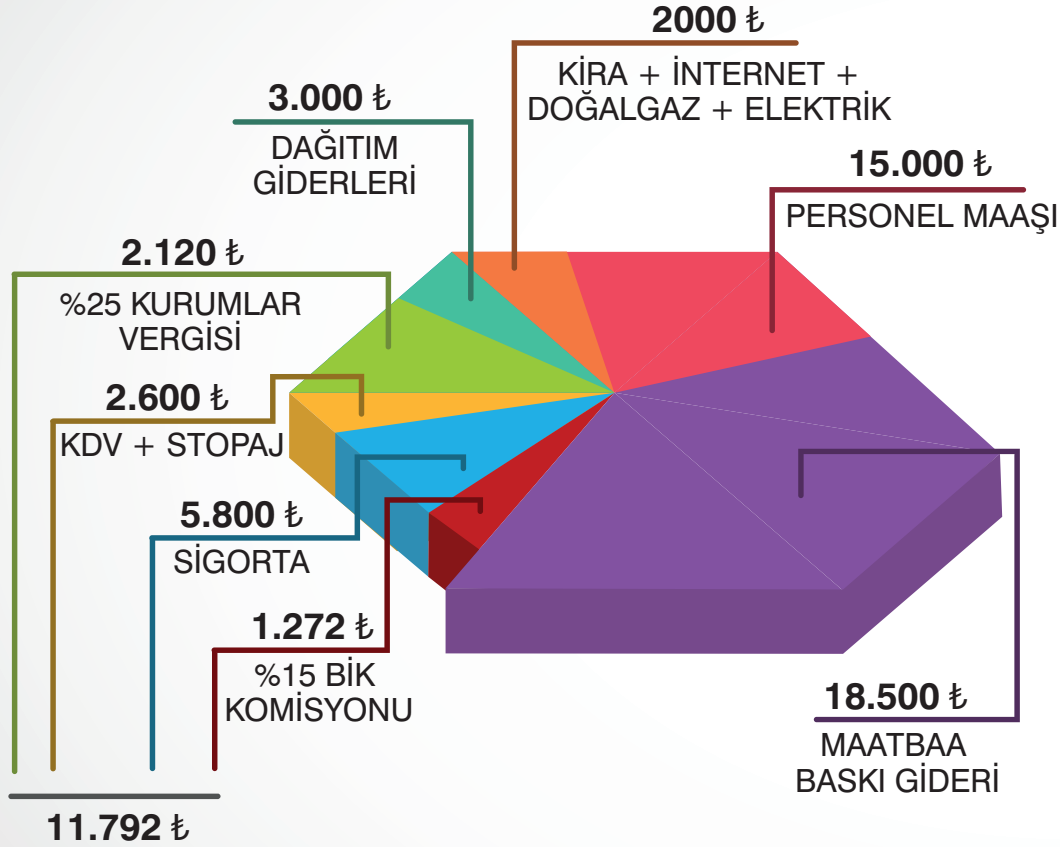 2000 ₺
KİRA + İNTERNET +
DOĞALGAZ + ELEKTRİK
3.000 ₺
DAĞITIM
GİDERLERİ
15.000 ₺
PERSONEL MAAŞI
2.120 ₺
%25 KURUMLAR
VERGİSİ
2.600 ₺
KDV + STOPAJ
5.800 ₺
SİGORTA
1.272 ₺
%15 BİK
KOMİSYONU
18.500 ₺
MAATBAA
BASKI GİDERİ
11.792 ₺